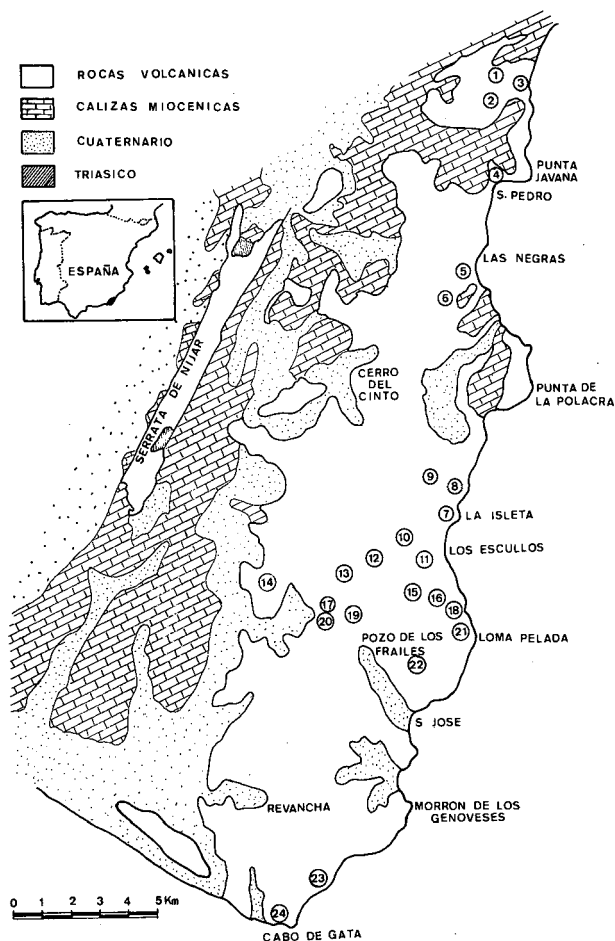 ROCAS VOLCANICAS
CALIZAS MIOCENICAS
CUATERNARIO
TRIASICO
ESPAÑA
1
3
2
PUNTA
JAVANA
4
S. PEDRO
LAS NEGRAS
5
6
SERRATA DE NIJAR
CERRO
DEL
CINTO
PUNTA DE
LA POLACRA
9
8
7
LA ISLETA
10
LOS ESCULLOS
12
11
13
14
15
16
17
18
20
19
21
LOMA PELADA
POZO DE LOS
FRAILES
22
S JOSE
REVANCHA
MORRON DE LOS
GENOVESES
23
0 1 2 3 4 5 Km
24
CABO DE GATA